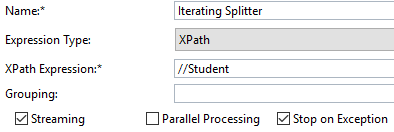 Name:* Iterating Splitter
Expression Type: XPath
XPath Expression:* //Student
Grouping:
Streaming Parallel Processing Stop on Exception